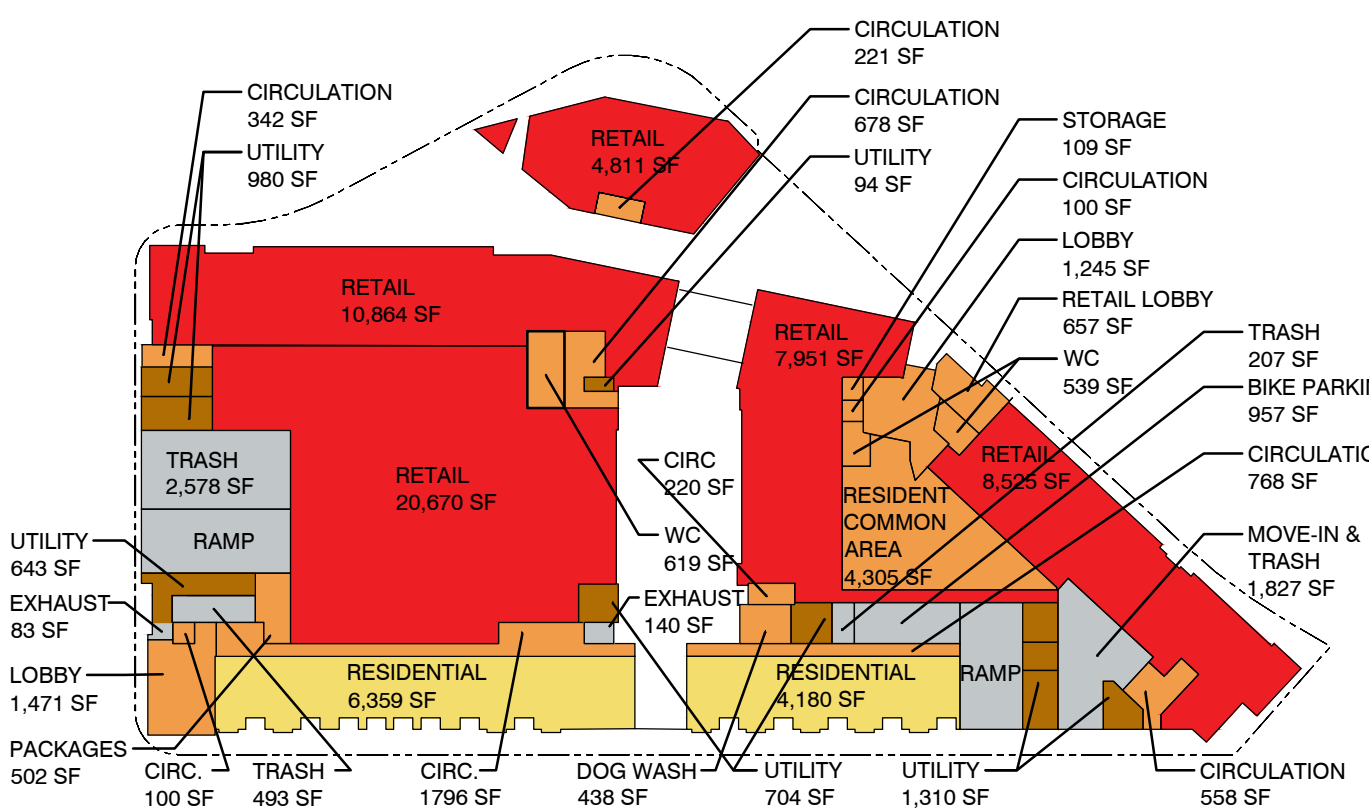 CIRCULATION
221 SF
CIRCULATION
342 SF
CIRCULATION
678 SF
UTILITY
980 SF
RETAIL
4,811 SF
UTILITY
94 SF
STORAGE
109 SF
CIRCULATION
100 SF
LOBBY
1,245 SF
RETAIL LOBBY
657 SF
WC
539 SF
TRASH
207 SF
BIKE PARKIN
957 SF
CIRCULATIO
768 SF
MOVE-IN &
TRASH
1,827 SF
RETAIL
10,864 SF
RETAIL
7,951 SF
RETAIL
8,525 SF
TRASH
2,578 SF
RETAIL
20,670 SF
CIRC
220 SF
RESIDENT
COMMON
AREA
4,305 SF
RAMP
WC
619 SF
EXHAUST
140 SF
UTILITY
643 SF
EXHAUST
83 SF
LOBBY
1,471 SF
PACKAGES
502 SF
RESIDENTIAL
6,359 SF
RESIDENTIAL
4,180 SF
RAMP
CIRC.
100 SF
TRASH
493 SF
CIRC.
1796 SF
DOG WASH
438 SF
UTILITY
704 SF
UTILITY
1,310 SF
CIRCULATION
558 SF